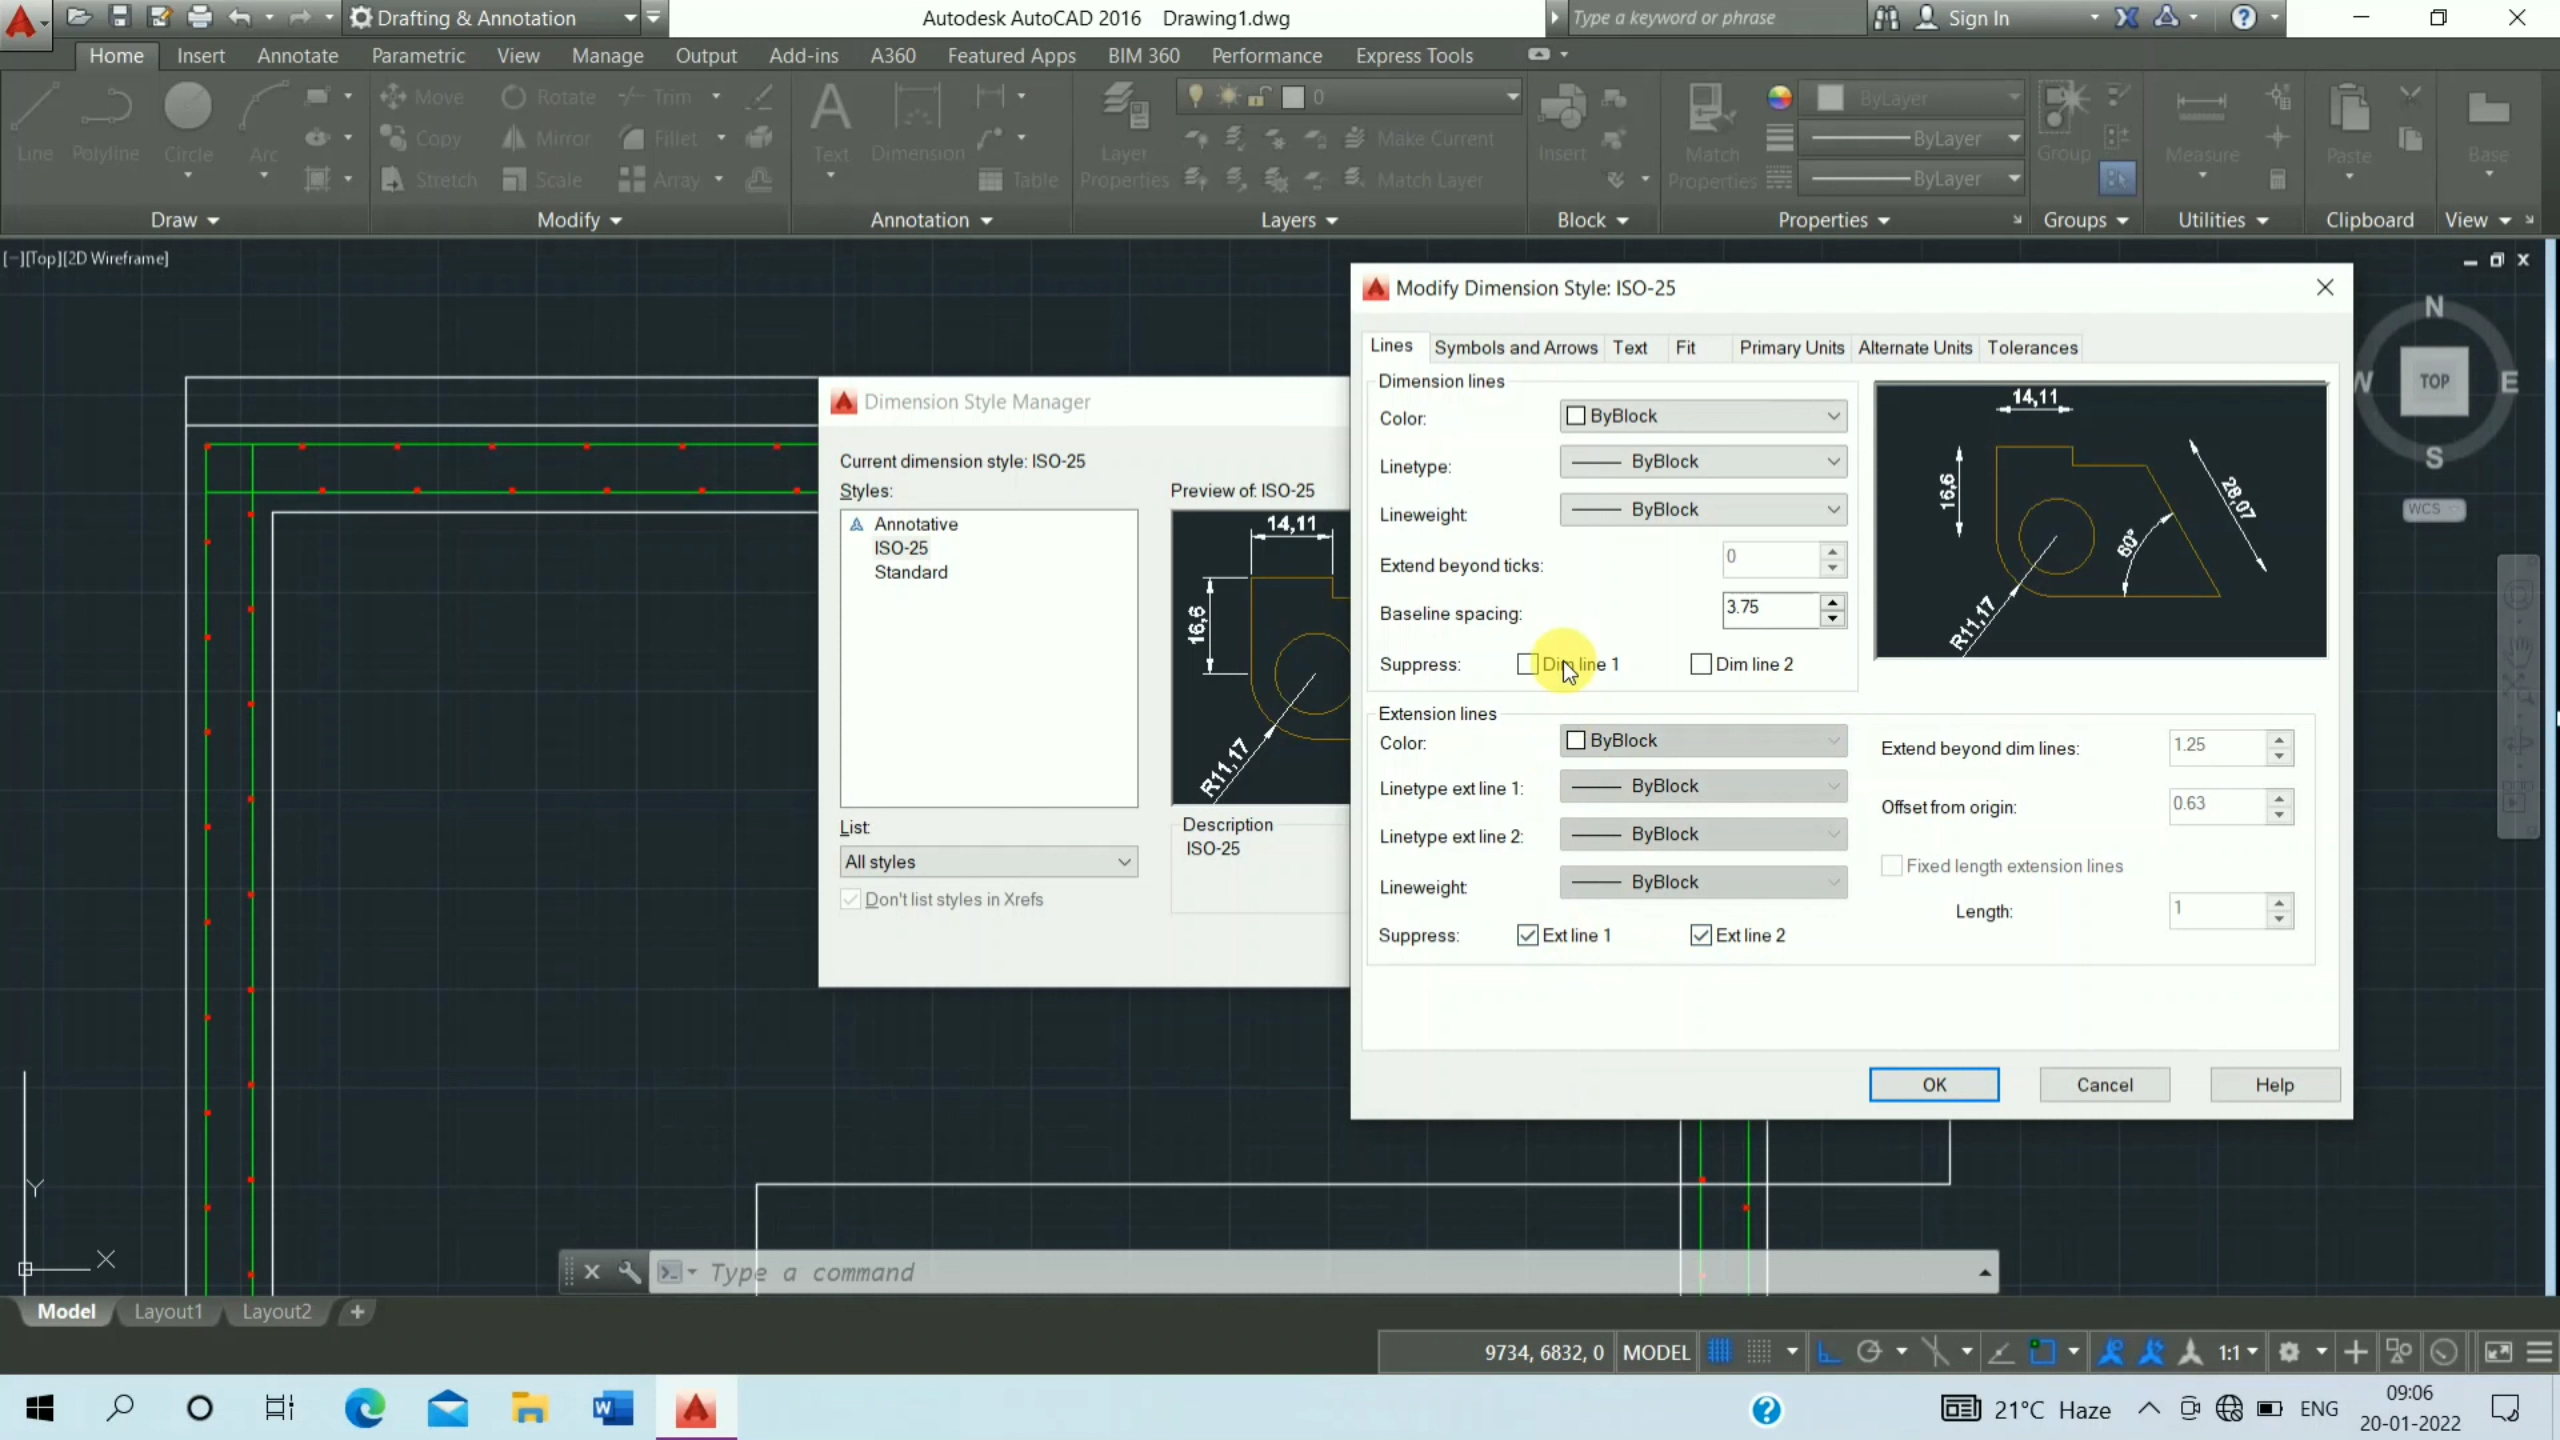 Drafting & Annotation
Autodesk AutoCAD 2016 Drawing1.dwg
Type a keyword or phrase
Sign In
Home Insert Annotate Parametric View Manage Output Add-ins A360 Featured Apps BIM 360 Performance Express Tools
Line Polyline Circle Arc
Move Rotate Trim
Copy Mirror Fillet
Stretch Scale Array
Text Dimension Table
Layer Properties
0
Make Current
Match Layer
Insert
Match Properties
ByLayer
ByLayer
ByLayer
Group
Measure
Paste
Base
Draw Modify Annotation Layers Block Properties Groups Utilities Clipboard View
[−][Top][2D Wireframe]
N
W TOP E
S
WCS
Dimension Style Manager
Current dimension style: ISO-25
Styles:
Annotative
ISO-25
Standard
Preview of: ISO-25
14,11
16,6
R11,17
List:
All styles
Don't list styles in Xrefs
Description
ISO-25
Modify Dimension Style: ISO-25
Lines Symbols and Arrows Text Fit Primary Units Alternate Units Tolerances
Dimension lines
Color: ByBlock
Linetype: ByBlock
Lineweight: ByBlock
Extend beyond ticks: 0
Baseline spacing: 3.75
Suppress: Dim line 1 Dim line 2
14,11
16,6
28,07
60°
R11,17
Extension lines
Color: ByBlock
Linetype ext line 1: ByBlock
Linetype ext line 2: ByBlock
Lineweight: ByBlock
Suppress: Ext line 1 Ext line 2
Extend beyond dim lines: 1.25
Offset from origin: 0.63
Fixed length extension lines
Length: 1
OK Cancel Help
Y
X
Type a command
Model Layout1 Layout2 +
9734, 6832, 0 MODEL 1:1
21°C Haze
ENG
09:06
20-01-2022